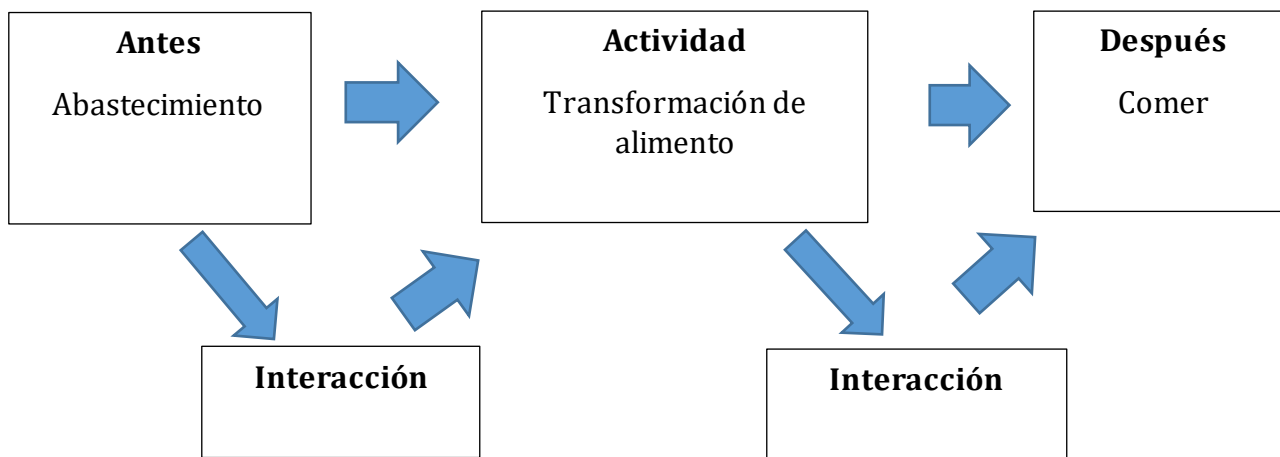 Antes
Abastecimiento
Actividad
Transformación de
alimento
Después
Comer
Interacción
Interacción